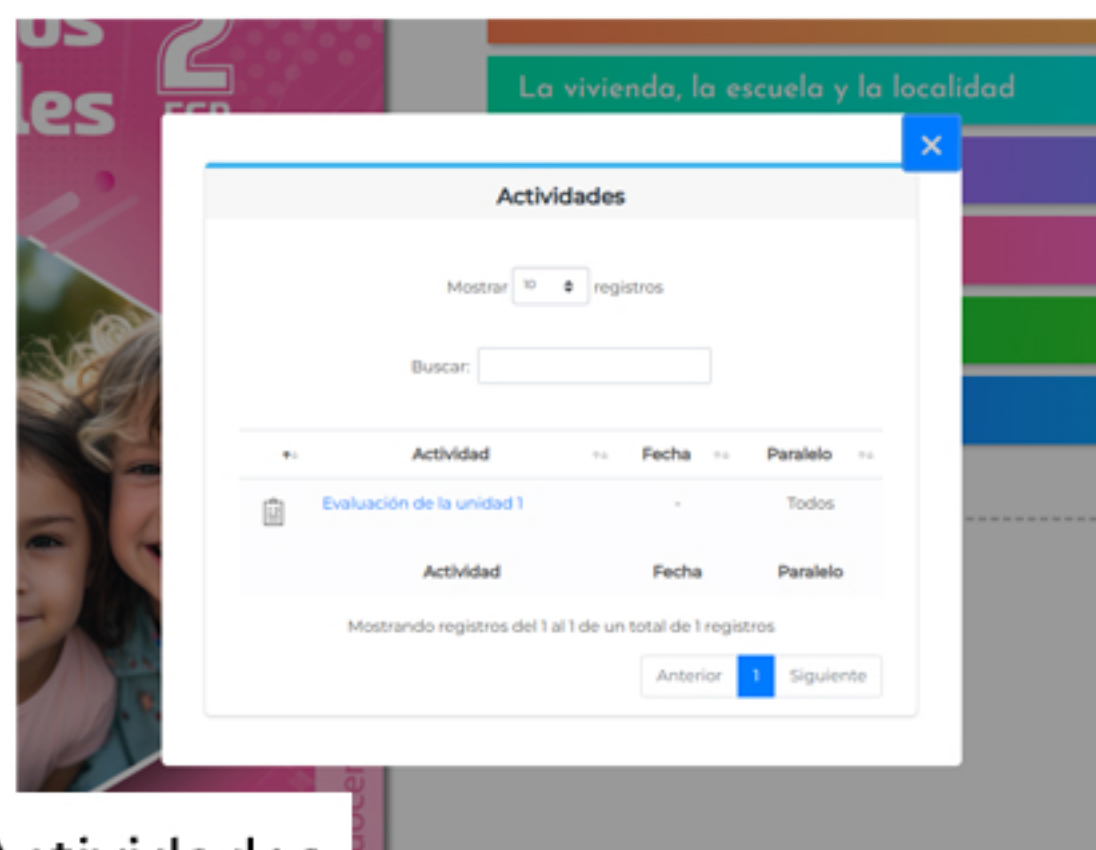 2
La vivienda, la escuela y la localidad
les
×
Actividades
Mostrar 10 registros
Buscar:
Actividad Fecha Paralelo
Evaluación de la unidad 1 - Todos
Actividad Fecha Paralelo
Mostrando registros del 1 al 1 de un total de 1 registros
Anterior 1 Siguiente